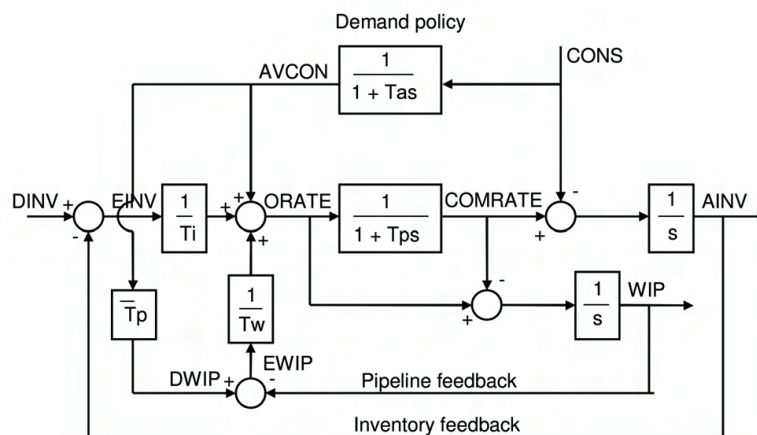 Demand policy
CONS
AVCON
1
1 + Tas
-
DINV + EINV
1
Ti
+ + ORATE
1
1 + Tps
COMRATE
+
1
s
AINV
-
+
-
1
s
WIP
+
T̅p
1
Tw
EWIP
DWIP + -
Pipeline feedback
Inventory feedback